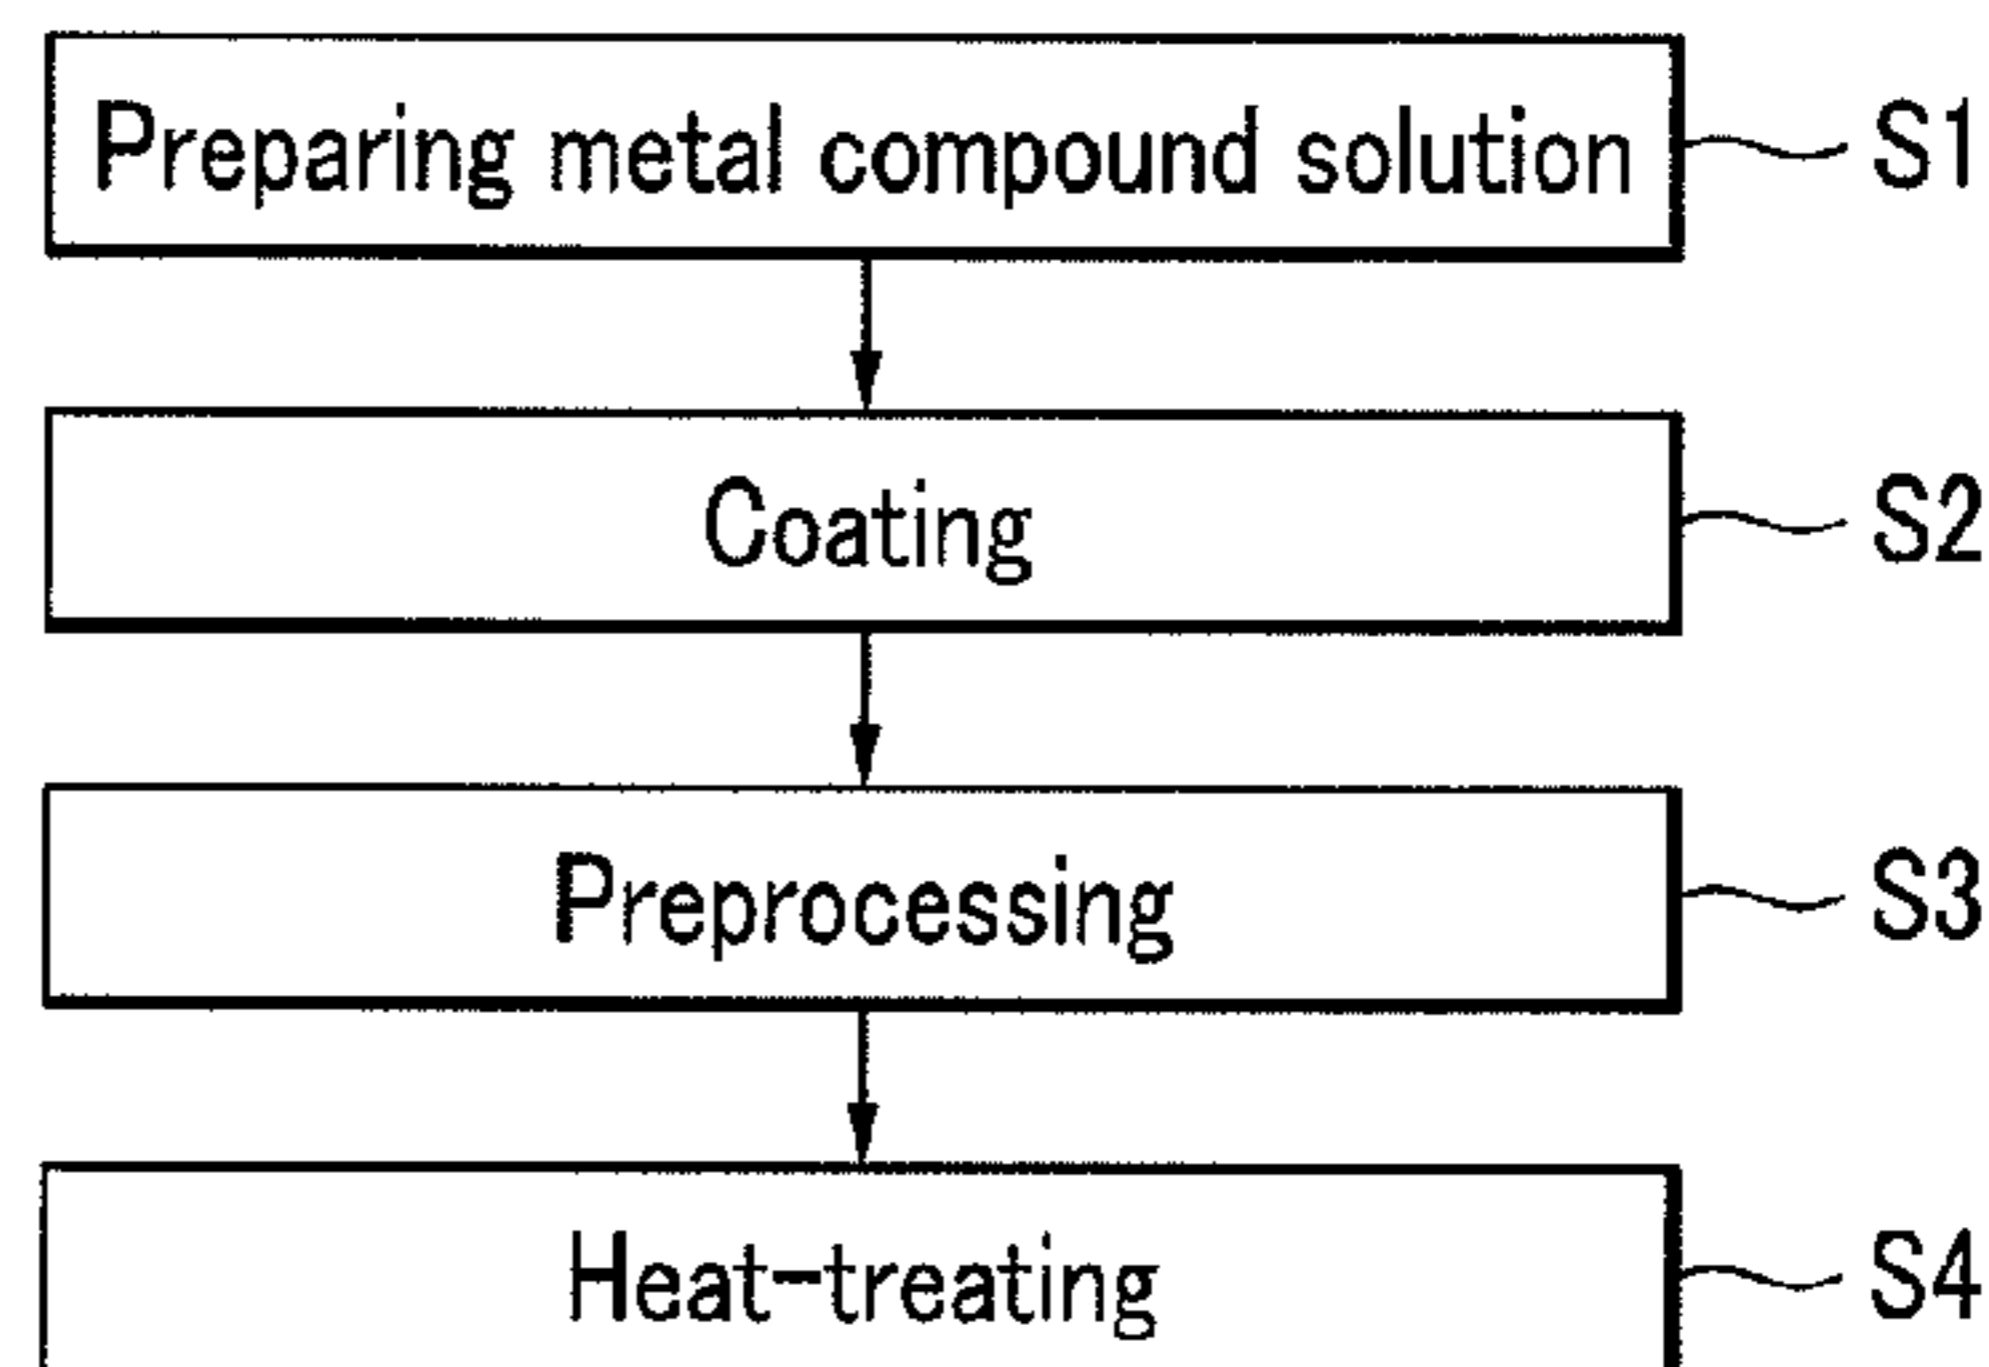 Preparing metal compound solution S1
Coating S2
Preprocessing S3
Heat-treating S4